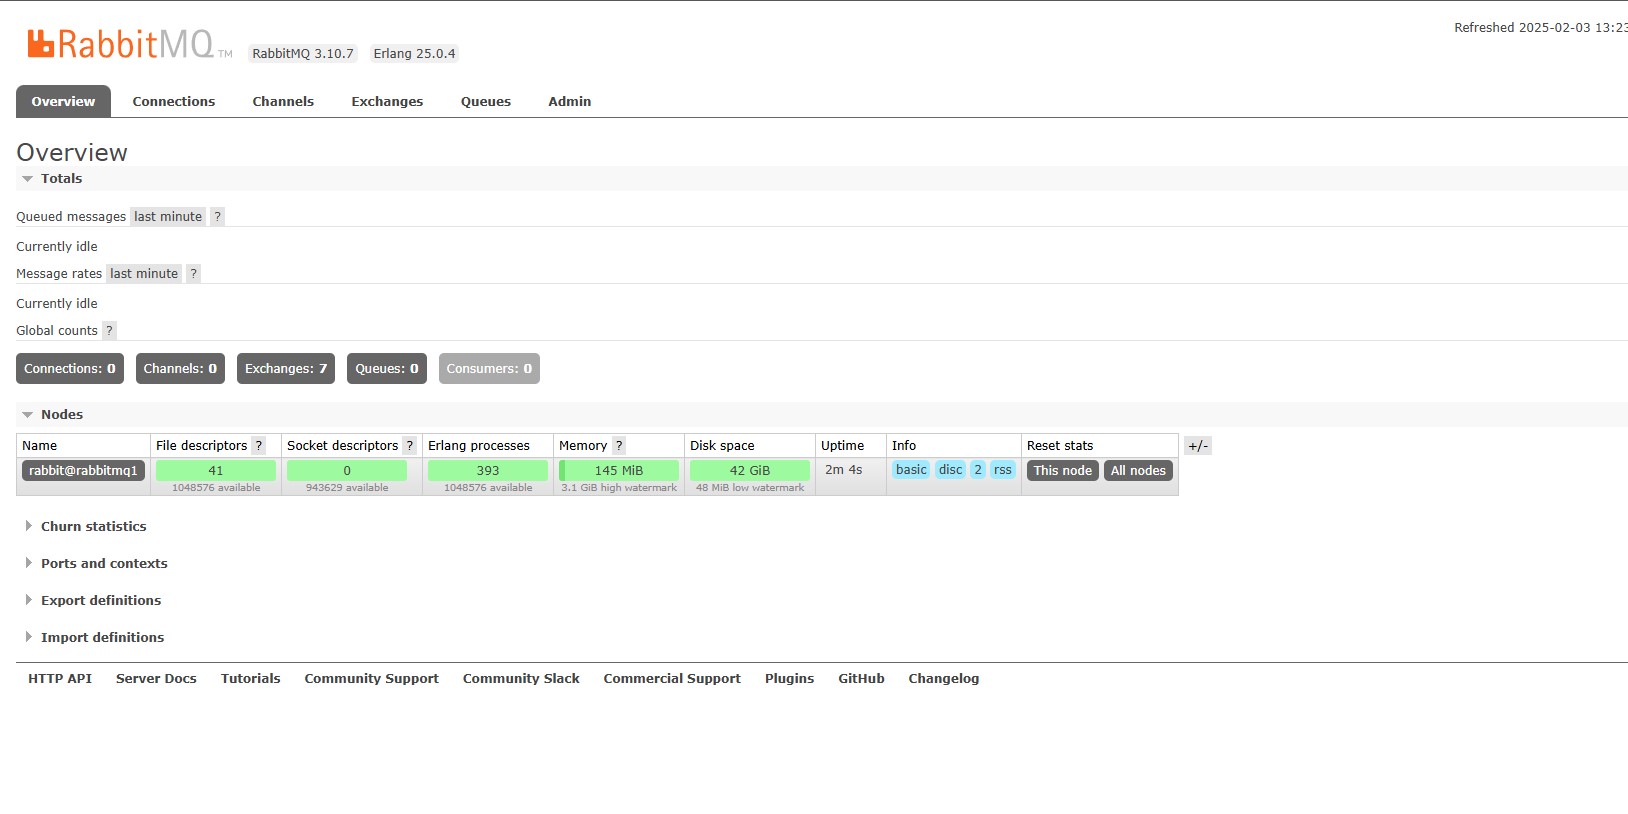 Refreshed 2025-02-03 13:23
RabbitMQ TM RabbitMQ 3.10.7 Erlang 25.0.4
Overview Connections Channels Exchanges Queues Admin
Overview
Totals
Queued messages last minute ?
Currently idle
Message rates last minute ?
Currently idle
Global counts ?
Connections: 0 Channels: 0 Exchanges: 7 Queues: 0 Consumers: 0
Nodes
Name File descriptors ? Socket descriptors ? Erlang processes Memory ? Disk space Uptime Info Reset stats +/-
rabbit@rabbitmq1 41 0 393 145 MiB 42 GiB 2m 4s basic disc 2 rss This node All nodes
1048576 available 943629 available 1048576 available 3.1 GiB high watermark 48 MiB low watermark
Churn statistics
Ports and contexts
Export definitions
Import definitions
HTTP API Server Docs Tutorials Community Support Community Slack Commercial Support Plugins GitHub Changelog